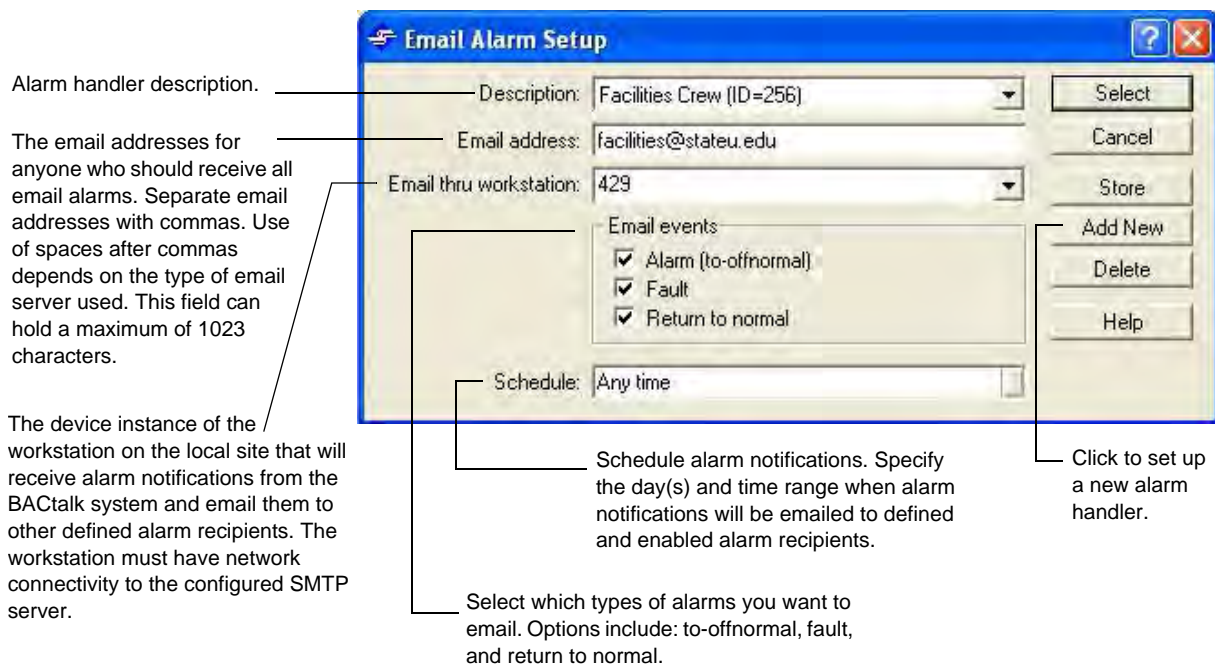 Email Alarm Setup
Alarm handler description.
Description: Facilities Crew (ID=256)
Select
The email addresses for
anyone who should receive all
email alarms. Separate email
addresses with commas. Use
of spaces after commas
depends on the type of email
server used. This field can
hold a maximum of 1023
characters.
Email address: facilities@stateu.edu
Cancel
Email thru workstation: 429
Store
Email events
Add New
Alarm (to-offnormal)
Delete
Fault
Return to normal
Help
Schedule: Any time
The device instance of the
workstation on the local site that will
receive alarm notifications from the
BACtalk system and email them to
other defined alarm recipients. The
workstation must have network
connectivity to the configured SMTP
server.
Schedule alarm notifications. Specify
the day(s) and time range when alarm
notifications will be emailed to defined
and enabled alarm recipients.
Click to set up
a new alarm
handler.
Select which types of alarms you want to
email. Options include: to-offnormal, fault,
and return to normal.